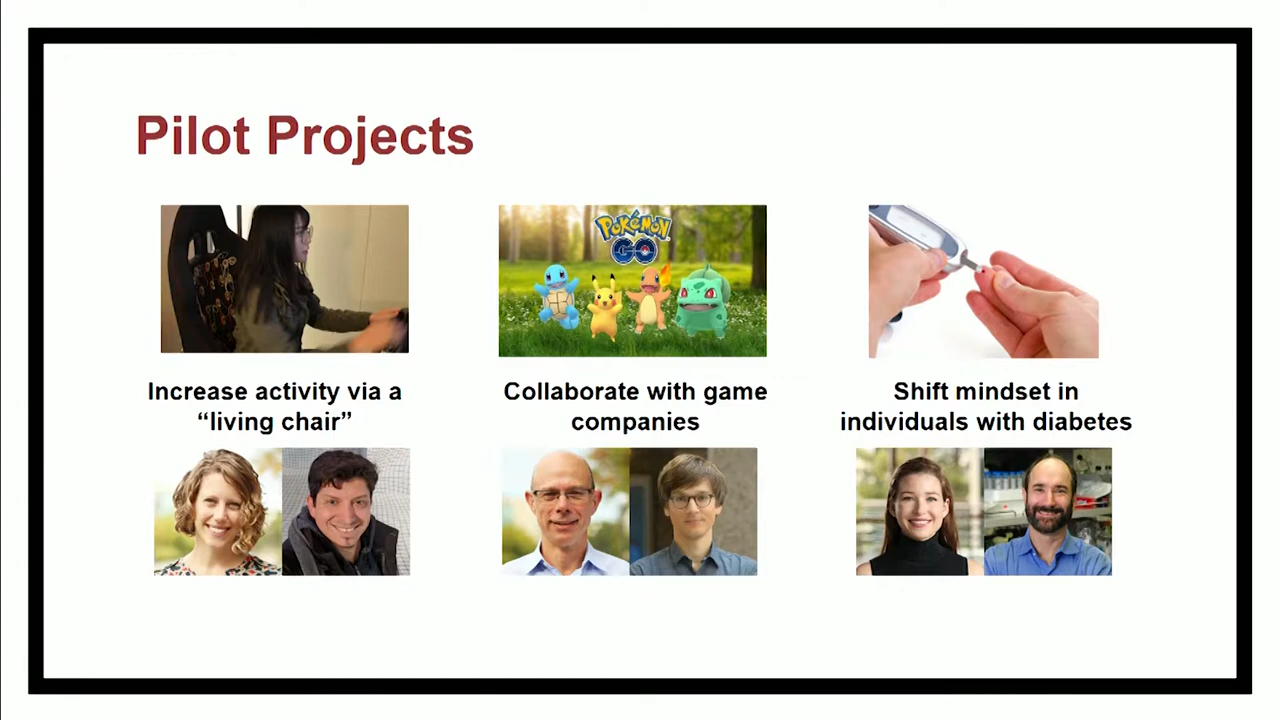 Pilot Projects
POKÉMON
GO
Increase activity via a
“living chair”
Collaborate with game
companies
Shift mindset in
individuals with diabetes